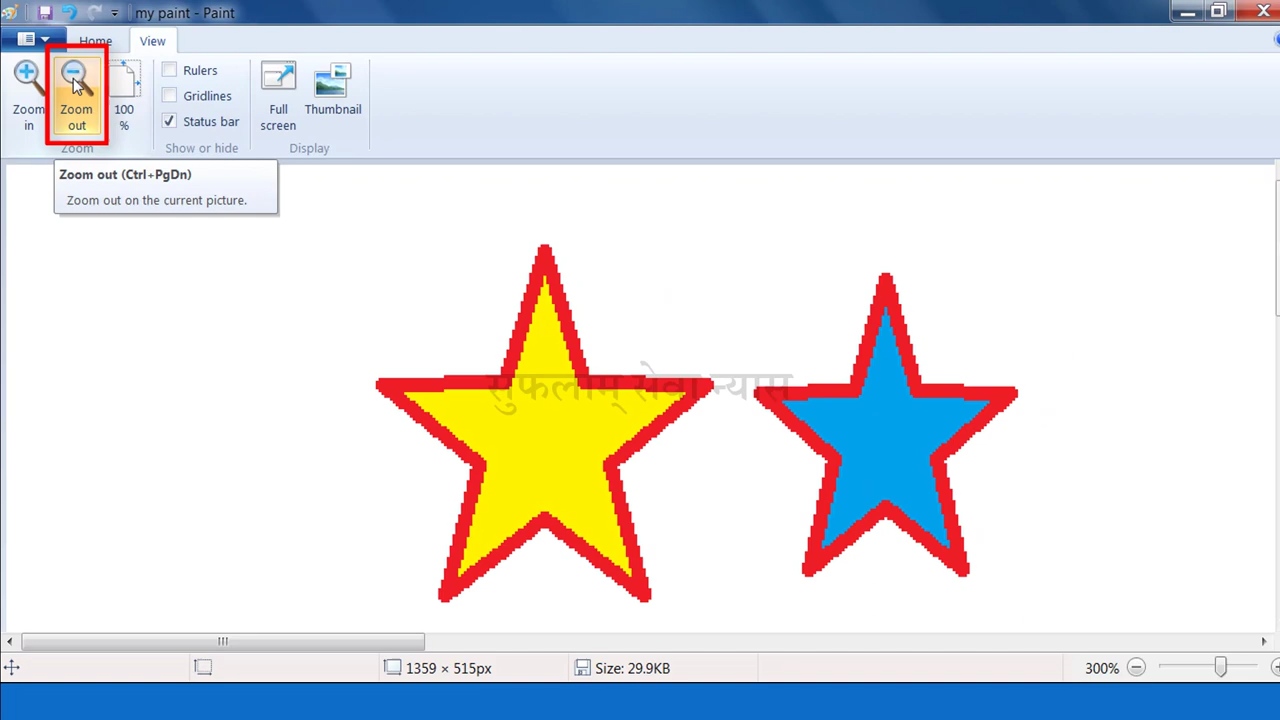 my paint - Paint
Home View
Zoom in
Zoom out
100 %
Zoom
Rulers
Gridlines
Status bar
Show or hide
Full screen
Thumbnail
Display
Zoom out (Ctrl+PgDn)
Zoom out on the current picture.
सुफलाम् सेवा न्यास
1359 × 515px
Size: 29.9KB
300%